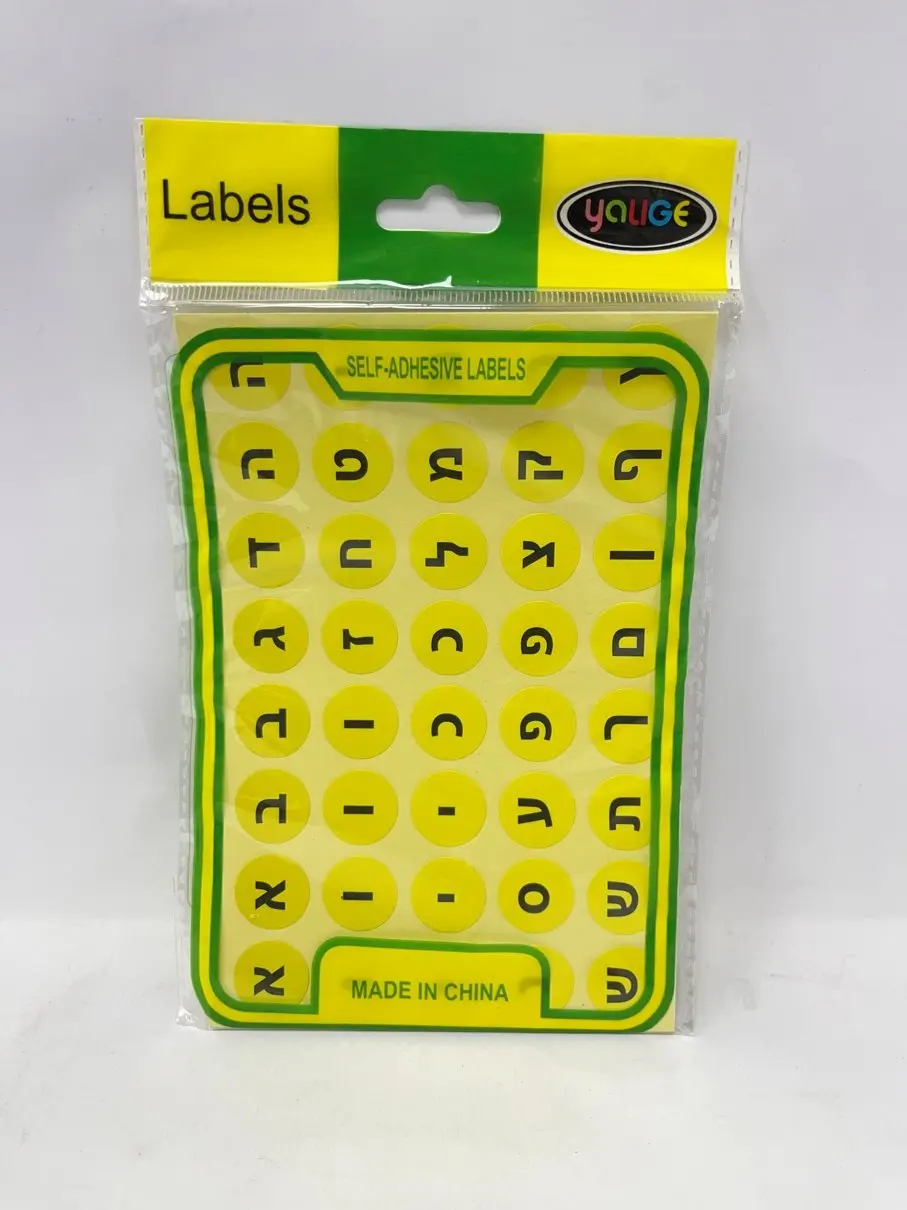 Labels
YALIGE
SELF-ADHESIVE LABELS
א א ב ב ג ד ה ה
ו ו ו ז ח ט
י י כ כ ל מ
ס ע פ פ צ ק
ש ש ת ך ם ן ף
MADE IN CHINA